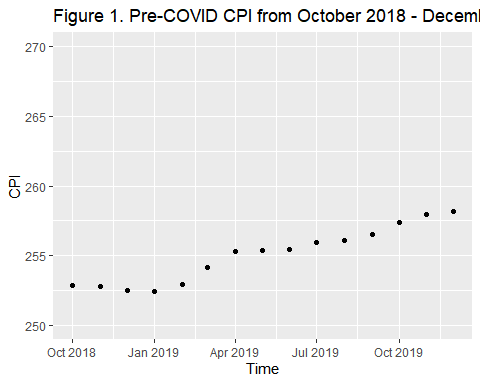 Figure 1. Pre-COVID CPI from October 2018 - Decem
270
265
260
255
250
CPI
Oct 2018 Jan 2019 Apr 2019 Jul 2019 Oct 2019
Time